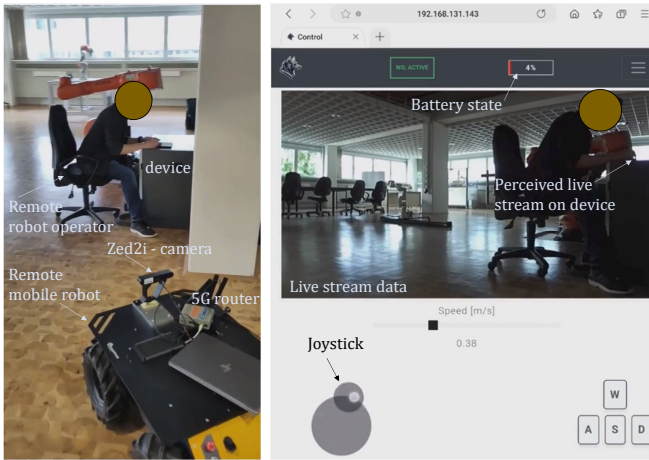 device
Remote
robot operator
Zed2i - camera
Remote
mobile robot
5G router
192.168.131.143
Control
WS: ACTIVE
4%
Battery state
Perceived live
stream on device
Live stream data
Speed [m/s]
0.38
Joystick
W
A S D